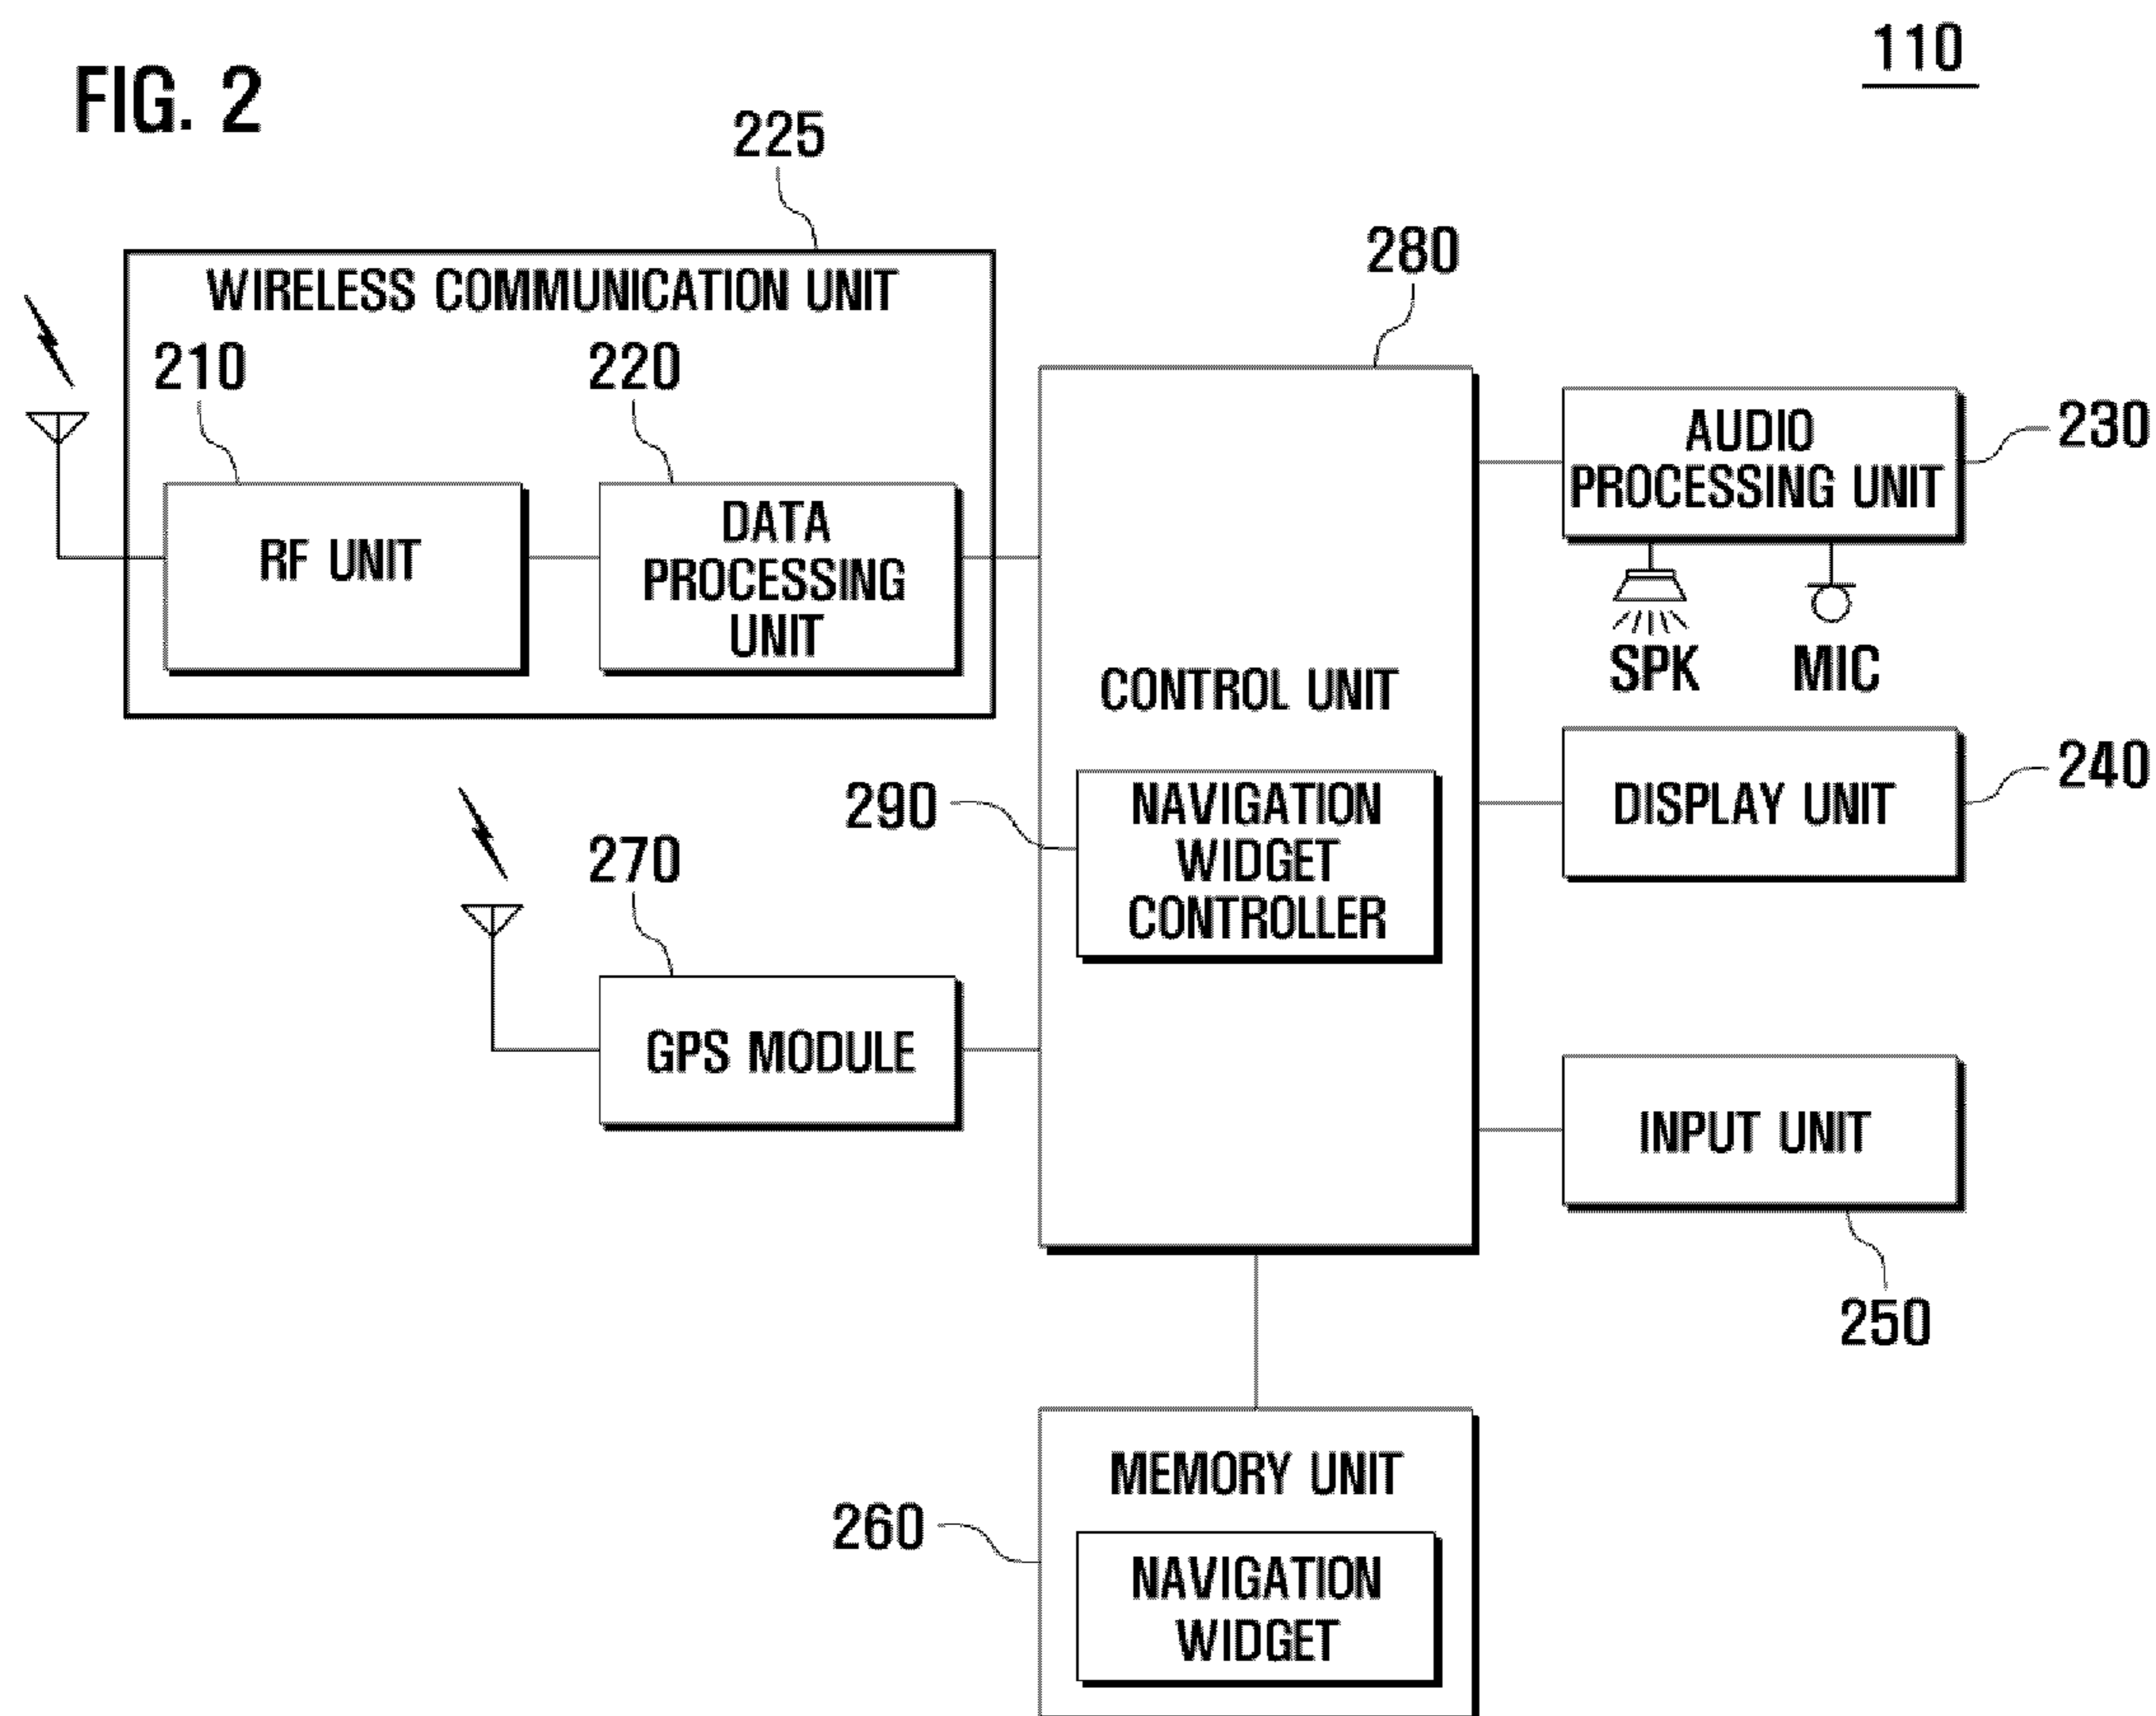 110
FIG. 2
225
WIRELESS COMMUNICATION UNIT
280
210
220
RF UNIT
DATA
PROCESSING
UNIT
AUDIO
PROCESSING UNIT
230
SPK
MIC
CONTROL UNIT
290
NAVIGATION
WIDGET
CONTROLLER
DISPLAY UNIT
240
270
GPS MODULE
INPUT UNIT
250
MEMORY UNIT
260
NAVIGATION
WIDGET